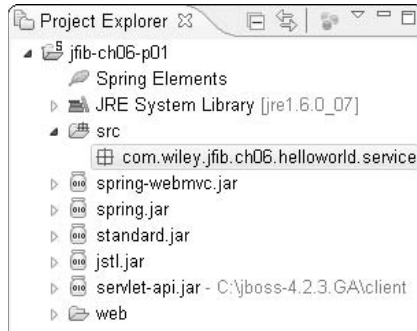 Project Explorer
jfib-ch06-p01
Spring Elements
JRE System Library [jre1.6.0_07]
src
com.wiley.jfib.ch06.helloworld.service
spring-webmvc.jar
spring.jar
standard.jar
jstl.jar
servlet-api.jar - C:\jboss-4.2.3.GA\client
web